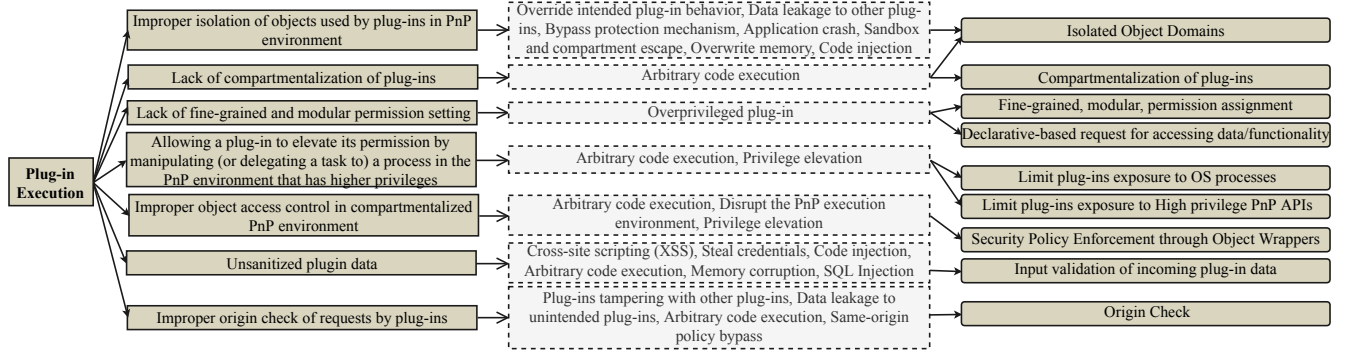 Plug-in
Execution
Improper isolation of objects used by plug-ins in PnP
environment
Lack of compartmentalization of plug-ins
Lack of fine-grained and modular permission setting
Allowing a plug-in to elevate its permission by
manipulating (or delegating a task to) a process in the
PnP environment that has higher privileges
Improper object access control in compartmentalized
PnP environment
Unsanitized plugin data
Improper origin check of requests by plug-ins
Override intended plug-in behavior, Data leakage to other plug-
ins, Bypass protection mechanism, Application crash, Sandbox
and compartment escape, Overwrite memory, Code injection
Arbitrary code execution
Overprivileged plug-in
Arbitrary code execution, Privilege elevation
Arbitrary code execution, Disrupt the PnP execution
environment, Privilege elevation
Cross-site scripting (XSS), Steal credentials, Code injection,
Arbitrary code execution, Memory corruption, SQL Injection
Plug-ins tampering with other plug-ins, Data leakage to
unintended plug-ins, Arbitrary code execution, Same-origin
policy bypass
Isolated Object Domains
Compartmentalization of plug-ins
Fine-grained, modular, permission assignment
Declarative-based request for accessing data/functionality
Limit plug-ins exposure to OS processes
Limit plug-ins exposure to High privilege PnP APIs
Security Policy Enforcement through Object Wrappers
Input validation of incoming plug-in data
Origin Check